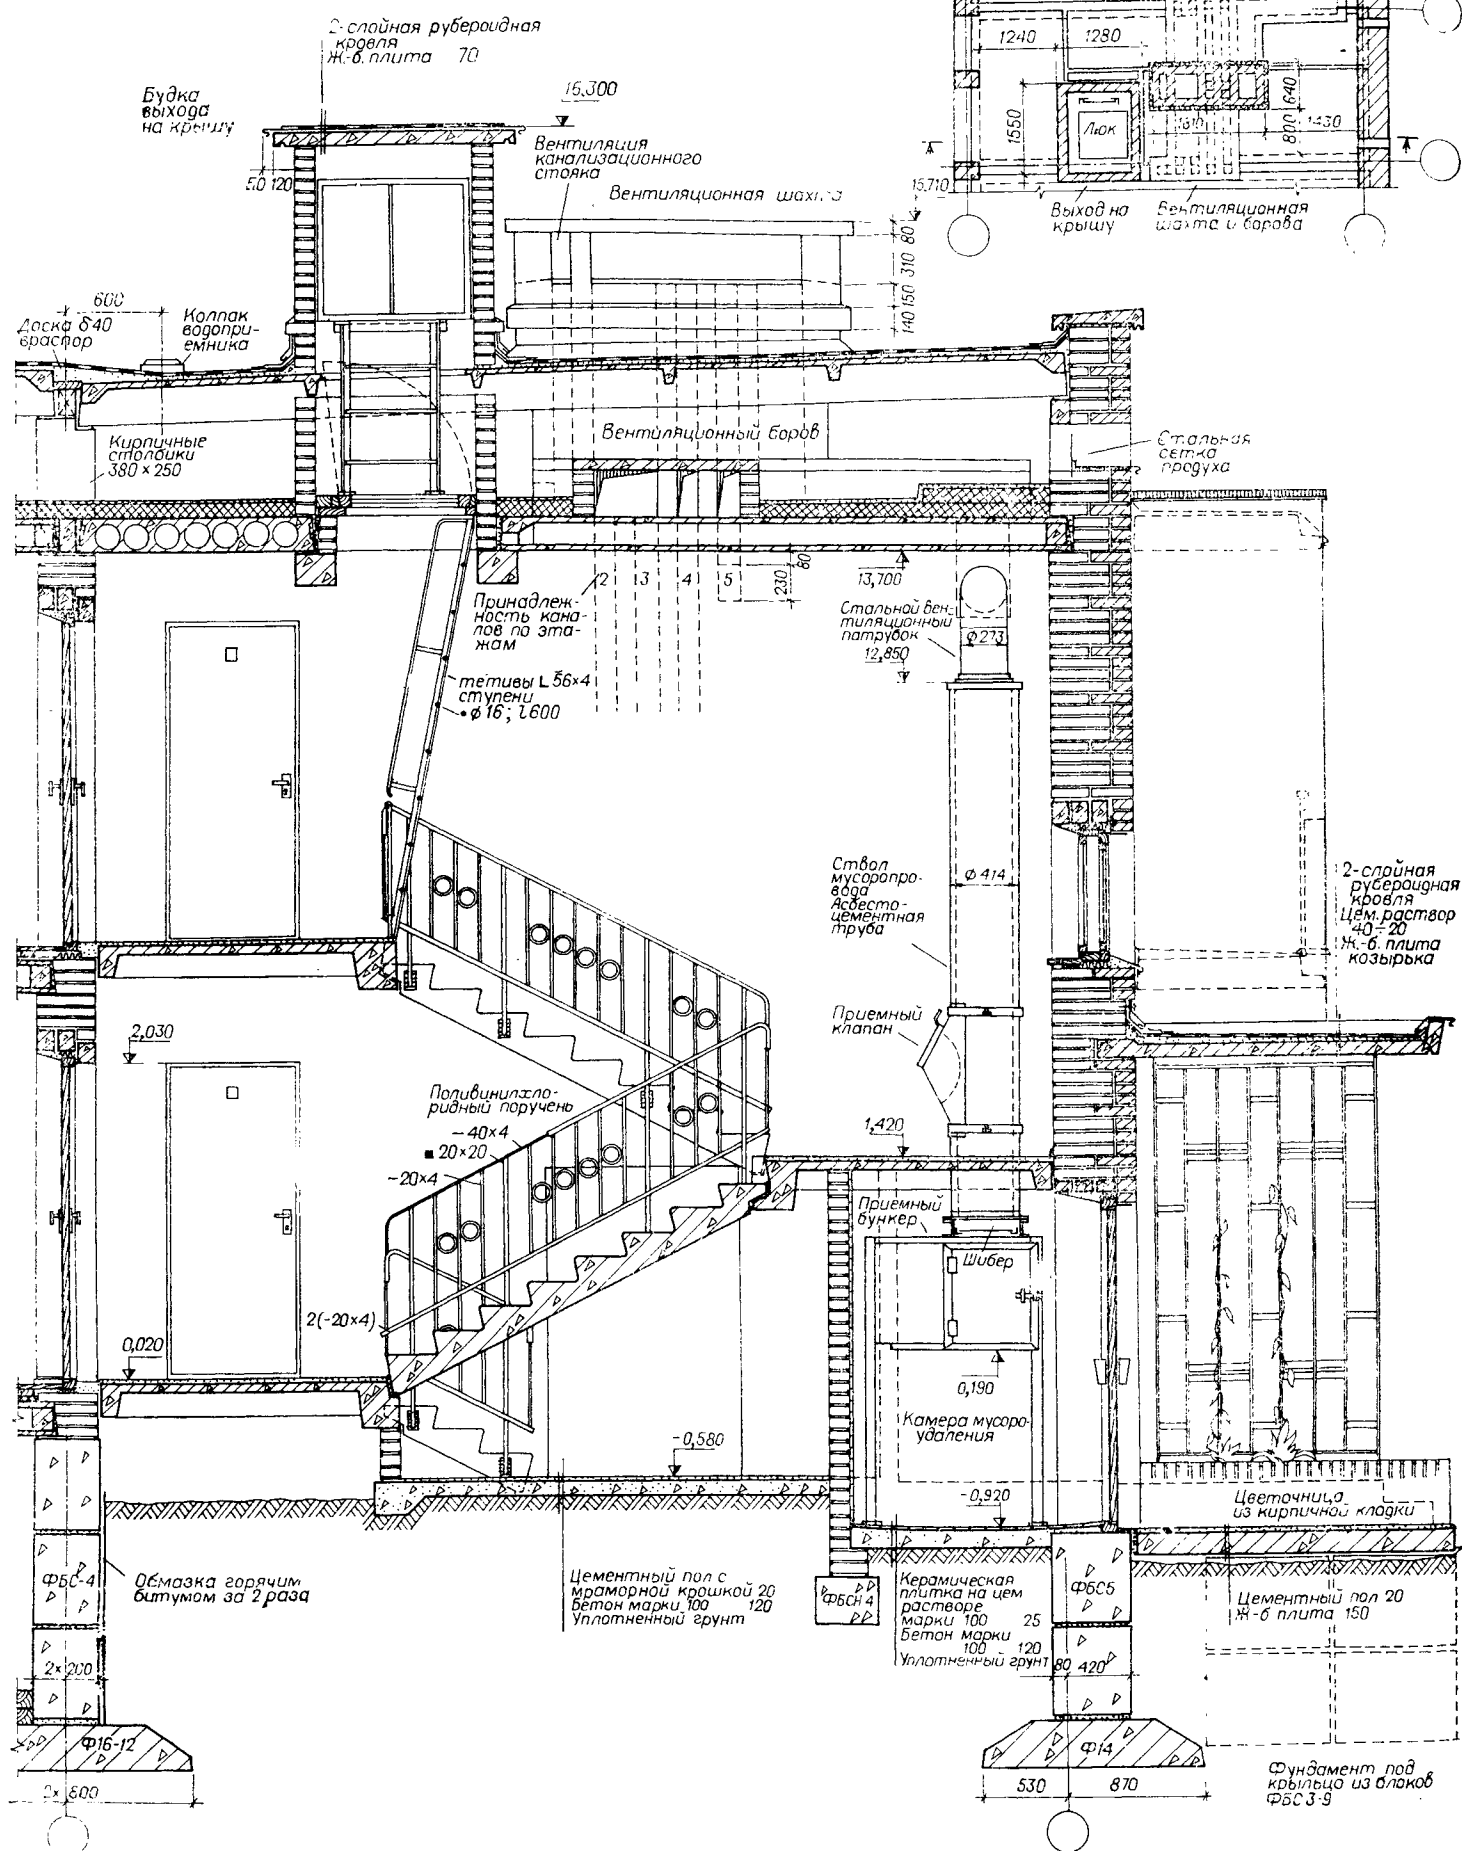 2-слойная рубероидная
кровля
Ж.-б. плита 70
Будка
выхода
на крышу
16,300
50 120
Вентиляция
канализационного
стояка
Вентиляционная шахта
15,710
80
310
150
140
1240
1280
1550
Люк
640
800
1430
Выход на
крышу
Вентиляционная
шахта и борова
600
Доска δ40
враспор
Колпак
водопри-
емника
Кирпичные
столбики
380×250
Вентиляционный боров
Стальная
сетка
продуха
2
3
4
5
80
230
Принадлеж-
ность кана-
лов по эта-
жам
13,700
Стальной вен-
тиляционный
патрубок
ф273
12,850
тетивы L 56×4
ступени
• ф16; l600
Ствол
мусоропро-
вода
Асбесто-
цементная
труба
ф414
2-слойная
рубероидная
кровля
Цем. раствор
40÷20
Ж.-б. плита
козырька
Приемный
клапан
2,030
Поливинилхло-
ридный поручень
–40×4
■ 20×20
–20×4
1,420
Приемный
бункер
Шибер
2(–20×4)
0,020
0,190
Камера мусоро-
удаления
-0,580
-0,920
Цветочница
из кирпичной кладки
ФБС-4
Обмазка горячим
битумом за 2 раза
Цементный пол с
мраморной крошкой 20
Бетон марки 100 120
Уплотненный грунт
ФБСН4
Керамическая
плитка на цем
растворе
марки 100 25
Бетон марки
100 120
Уплотненный грунт
ФБС5
Цементный пол 20
Ж-б плита 150
2×200
80 420
Ф16-12
Ф14
2×800
530
870
Фундамент под
крыльцо из блоков
ФБС 3-9